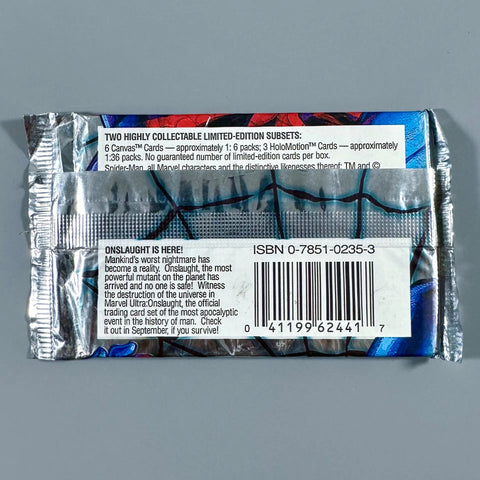 TWO HIGHLY COLLECTABLE LIMITED-EDITION SUBSETS:
6 Canvas™ Cards — approximately 1: 6 packs; 3 HoloMotion™ Cards — approximately
1:36 packs. No guaranteed number of limited-edition cards per box.
Spider-Man, all Marvel characters and the distinctive likenesses thereof: TM and ©
ONSLAUGHT IS HERE!
Mankind's worst nightmare has
become a reality. Onslaught, the most
powerful mutant on the planet has
arrived and no one is safe! Witness
the destruction of the universe in
Marvel Ultra:Onslaught, the official
trading card set of the most apocalyptic
event in the history of man. Check
it out in September, if you survive!
ISBN 0-7851-0235-3
0 41199 62441 7